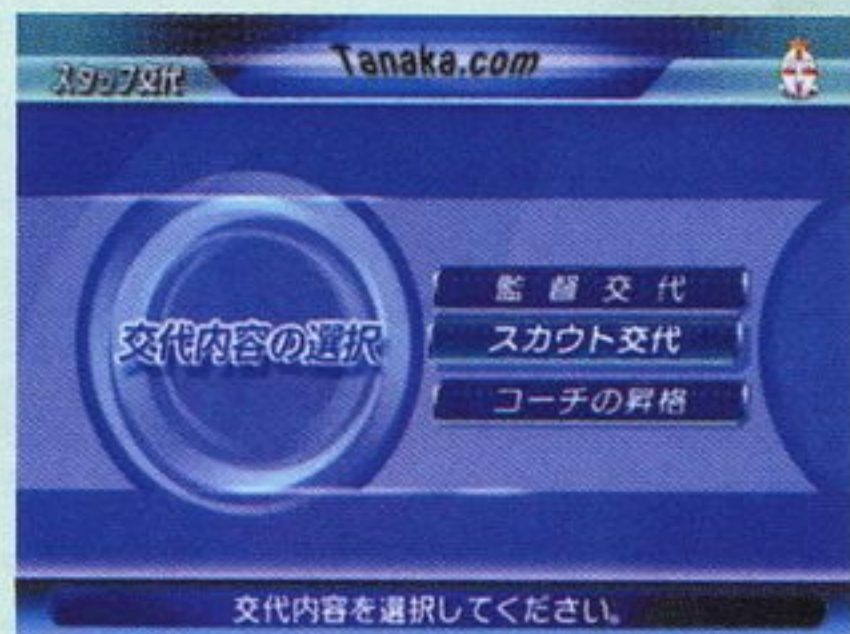 Tanaka.com
スタッフ交代
交代内容の選択
監督交代
スカウト交代
コーチの昇格
交代内容を選択してください。